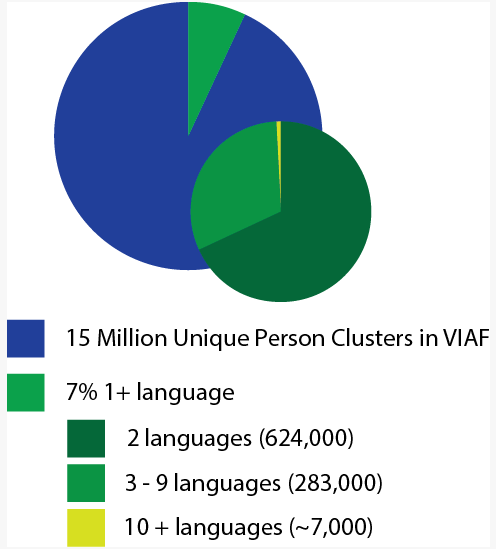 15 Million Unique Person Clusters in VIAF
7% 1+ language
2 languages (624,000)
3 - 9 languages (283,000)
10 + languages (~7,000)